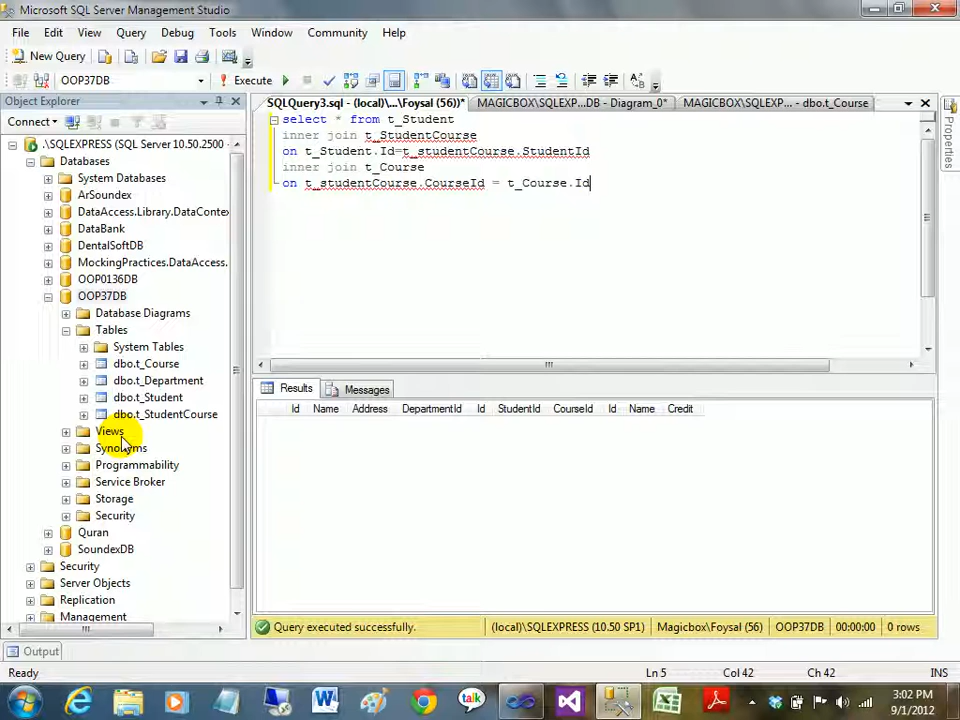 Microsoft SQL Server Management Studio
File Edit View Query Debug Tools Window Community Help
New Query
OOP37DB Execute
Object Explorer
SQLQuery3.sql - (local)\...\Foysal (56))* MAGICBOX\SQLEXP...DB - Diagram_0* MAGICBOX\SQLEXP... - dbo.t_Course
Connect
.\SQLEXPRESS (SQL Server 10.50.2500
Databases
System Databases
ArSoundex
DataAccess.Library.DataContex
DataBank
DentalSoftDB
MockingPractices.DataAccess.
OOP0136DB
OOP37DB
Database Diagrams
Tables
System Tables
dbo.t_Course
dbo.t_Department
dbo.t_Student
dbo.t_StudentCourse
Views
Synonyms
Programmability
Service Broker
Storage
Security
Quran
SoundexDB
Security
Server Objects
Replication
Management
select * from t_Student
inner join t_StudentCourse
on t_Student.Id=t_studentCourse.StudentId
inner join t_Course
on t_studentCourse.CourseId = t_Course.Id
Results Messages
Id Name Address DepartmentId Id StudentId CourseId Id Name Credit
Query executed successfully. (local)\SQLEXPRESS (10.50 SP1) Magicbox\Foysal (56) OOP37DB 00:00:00 0 rows
Properties
Output
Ready Ln 5 Col 42 Ch 42 INS
talk
3:02 PM
9/1/2012